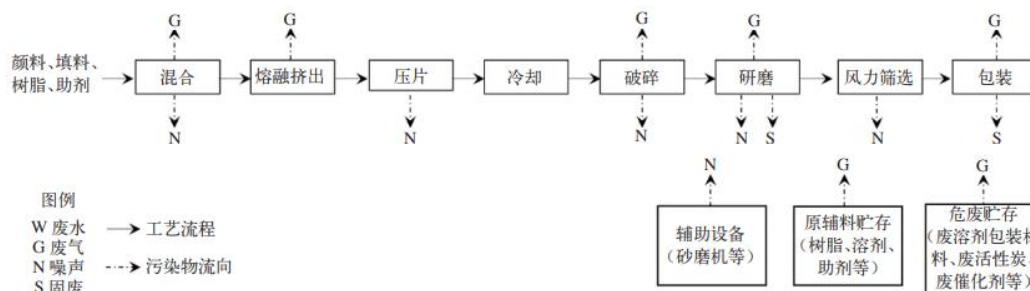 G
G
G
G
G
颜料、填料、
树脂、助剂
混合
熔融挤出
压片
冷却
破碎
研磨
风力筛选
包装
N
N
N
N
S
N
S
N
G
G
图例
W 废水
工艺流程
G 废气
N 噪声
污染物流向
S 固废
辅助设备
(砂磨机等)
原辅料贮存
(树脂、溶剂、
助剂等)
危废贮存
(废溶剂包装材
料、废活性炭、
废催化剂等)